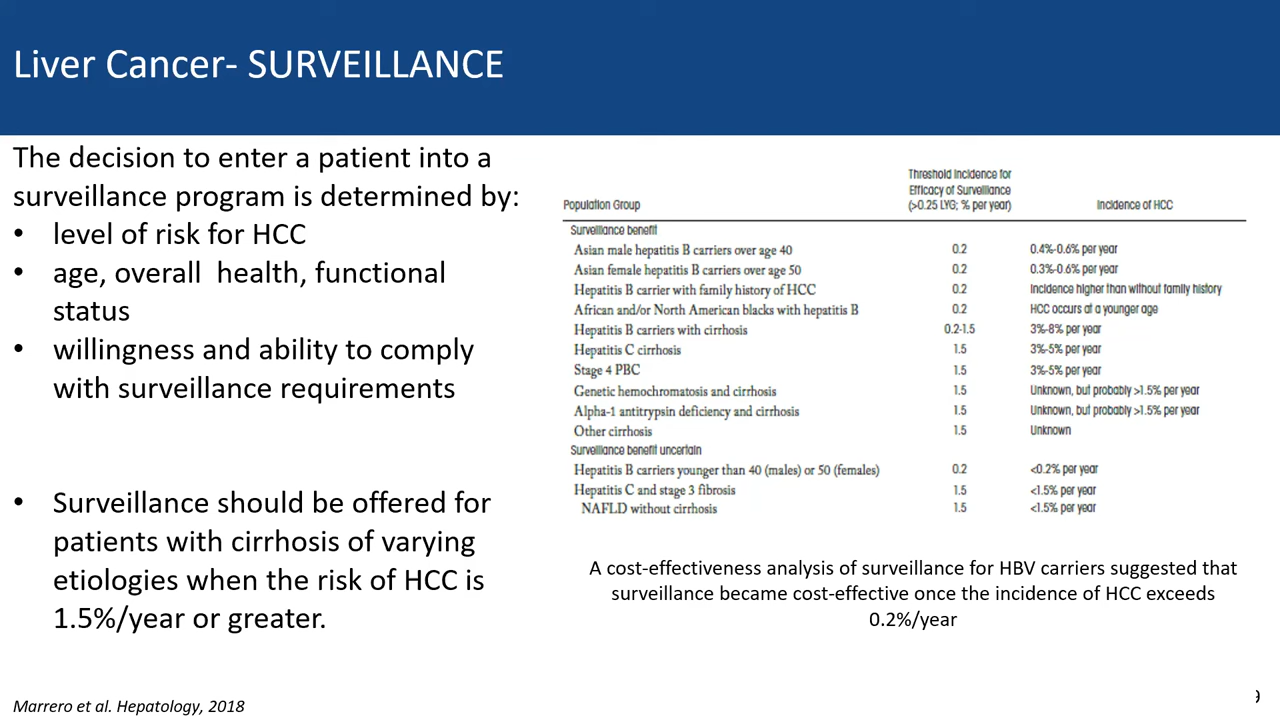 Liver Cancer- SURVEILLANCE
The decision to enter a patient into a
surveillance program is determined by:
• level of risk for HCC
• age, overall health, functional
status
• willingness and ability to comply
with surveillance requirements
• Surveillance should be offered for
patients with cirrhosis of varying
etiologies when the risk of HCC is
1.5%/year or greater.
Threshold Incidence for
Efficacy of Surveillance
Population Group (>0.25 LYG; % per year) Incidence of HCC
Surveillance benefit
Asian male hepatitis B carriers over age 40 0.2 0.4%-0.6% per year
Asian female hepatitis B carriers over age 50 0.2 0.3%-0.6% per year
Hepatitis B carrier with family history of HCC 0.2 Incidence higher than without family history
African and/or North American blacks with hepatitis B 0.2 HCC occurs at a younger age
Hepatitis B carriers with cirrhosis 0.2-1.5 3%-8% per year
Hepatitis C cirrhosis 1.5 3%-5% per year
Stage 4 PBC 1.5 3%-5% per year
Genetic hemochromatosis and cirrhosis 1.5 Unknown, but probably >1.5% per year
Alpha-1 antitrypsin deficiency and cirrhosis 1.5 Unknown, but probably >1.5% per year
Other cirrhosis 1.5 Unknown
Surveillance benefit uncertain
Hepatitis B carriers younger than 40 (males) or 50 (females) 0.2 <0.2% per year
Hepatitis C and stage 3 fibrosis 1.5 <1.5% per year
NAFLD without cirrhosis 1.5 <1.5% per year
A cost-effectiveness analysis of surveillance for HBV carriers suggested that
surveillance became cost-effective once the incidence of HCC exceeds
0.2%/year
Marrero et al. Hepatology, 2018